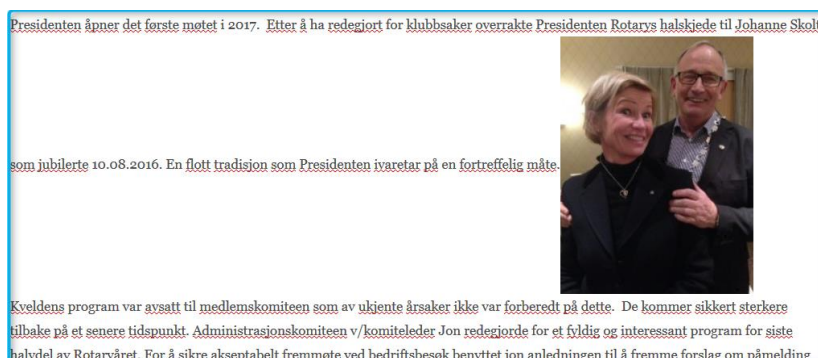 Presidenten åpner det første møtet i 2017. Etter å ha redegjort for klubbsaker overrakte Presidenten Rotarys halskjede til Johanne Skolt
som jubilerte 10.08.2016. En flott tradisjon som Presidenten ivaretar på en fortreffelig måte.
Kveldens program var avsatt til medlemskomiteen som av ukjente årsaker ikke var forberedt på dette. De kommer sikkert sterkere
tilbake på et senere tidspunkt. Administrasjonskomiteen v/komiteleder Jon redegjorde for et fyldig og interessant program for siste
halvdel av Rotaryåret. For å sikre akseptabelt fremmøte ved bedriftsbesøk benyttet jon anledningen til å fremme forslag om påmelding